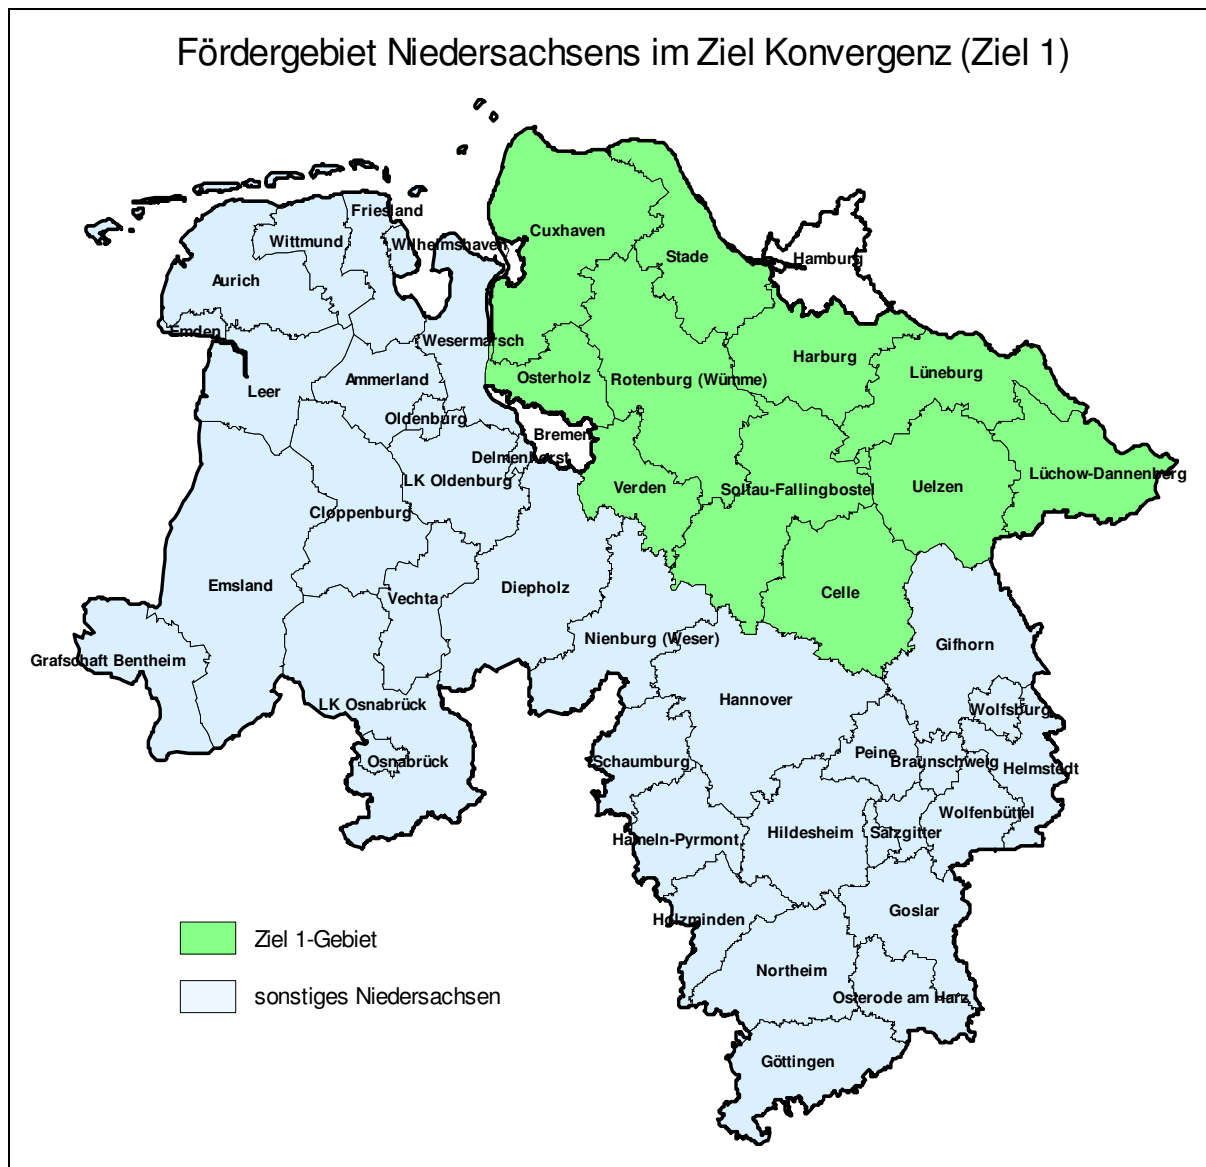 Fördergebiet Niedersachsens im Ziel Konvergenz (Ziel 1)
Friesland
Cuxhaven
Wittmund
Wilhelmshaven
Stade
Hamburg
Aurich
Emden
Wesermarsch
Harburg
Lüneburg
Osterholz
Rotenburg (Wümme)
Ammerland
Leer
Oldenburg
Bremen
Delmenhorst
LK Oldenburg
Verden
Soltau-Fallingbostel
Uelzen
Lüchow-Dannenberg
Cloppenburg
Emsland
Vechta
Diepholz
Celle
Nienburg (Weser)
Gifhorn
Grafschaft Bentheim
LK Osnabrück
Hannover
Wolfsburg
Osnabrück
Schaumburg
Peine
Braunschweig
Helmstedt
Hameln-Pyrmont
Hildesheim
Salzgitter
Wolfenbüttel
Holzminden
Goslar
Ziel 1-Gebiet
Northeim
sonstiges Niedersachsen
Osterode am Harz
Göttingen